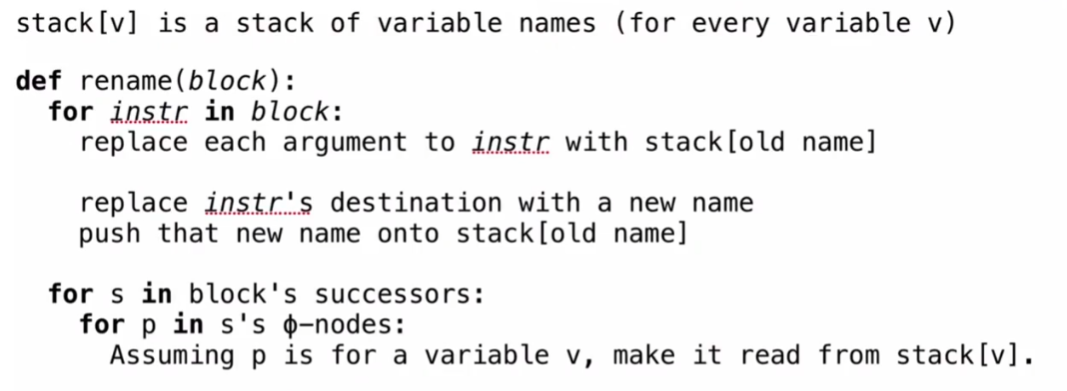 stack[v] is a stack of variable names (for every variable v)
def rename(block):
for instr in block:
replace each argument to instr with stack[old name]
replace instr's destination with a new name
push that new name onto stack[old name]
for s in block's successors:
for p in s's ϕ-nodes:
Assuming p is for a variable v, make it read from stack[v].